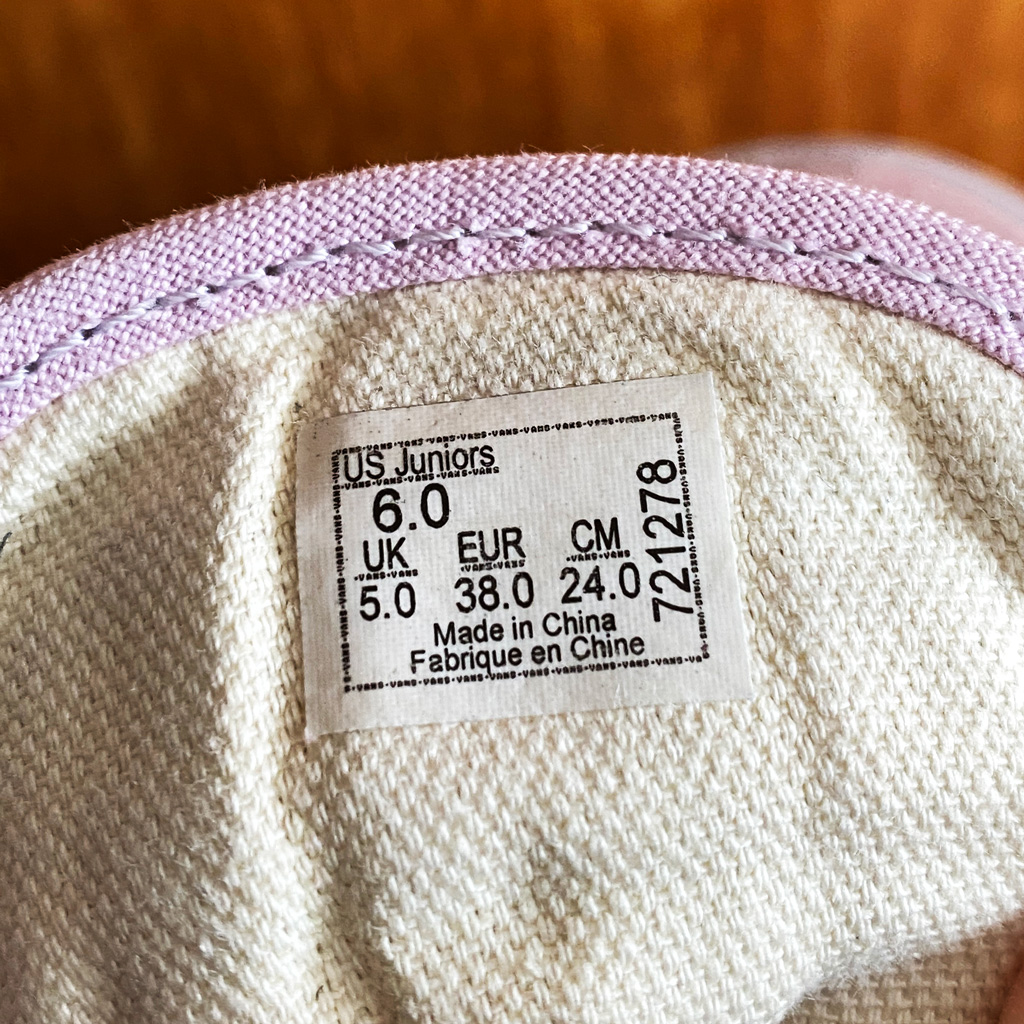 US Juniors
6.0
UK EUR CM
5.0 38.0 24.0
Made in China
Fabrique en Chine
721278